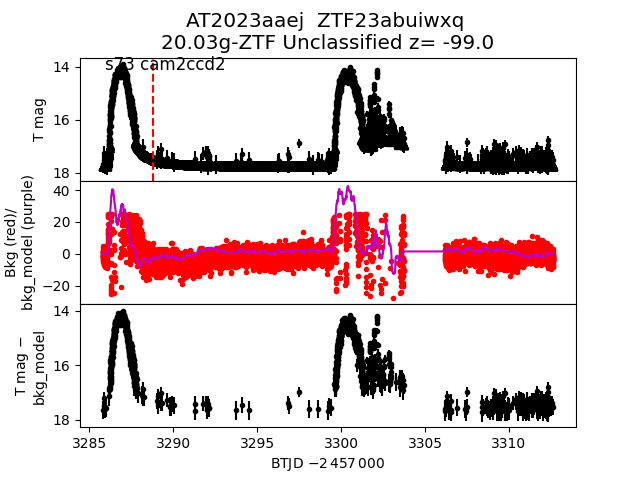 AT2023aaej  ZTF23abuiwxq
20.03g-ZTF Unclassified z= -99.0
s73 cam2ccd2
T mag
14
16
18
Bkg (red)/
bkg_model (purple)
40
20
0
−20
T mag −
bkg_model
14
16
18
3285 3290 3295 3300 3305 3310
BTJD −2 457 000